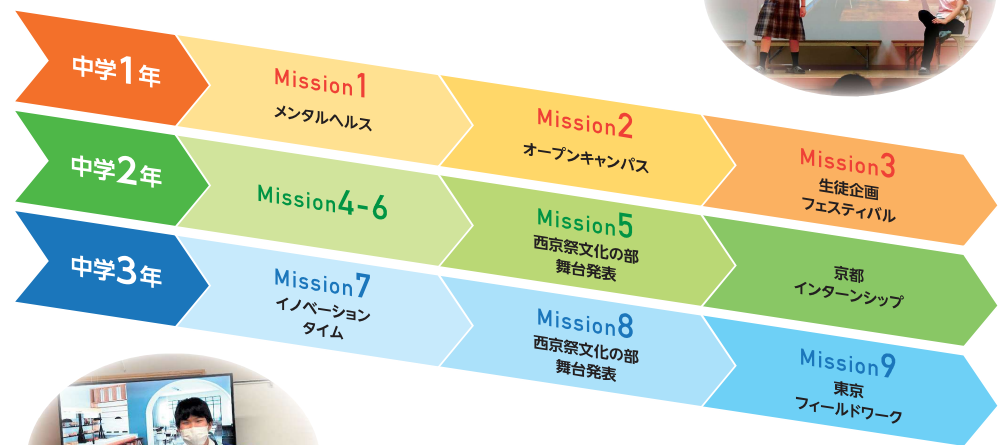 中学1年
Mission1
メンタルヘルス
Mission2
オープンキャンパス
Mission3
生徒企画
フェスティバル
中学2年
Mission4-6
Mission5
西京祭文化の部
舞台発表
京都
インターンシップ
中学3年
Mission7
イノベーション
タイム
Mission8
西京祭文化の部
舞台発表
Mission9
東京
フィールドワーク